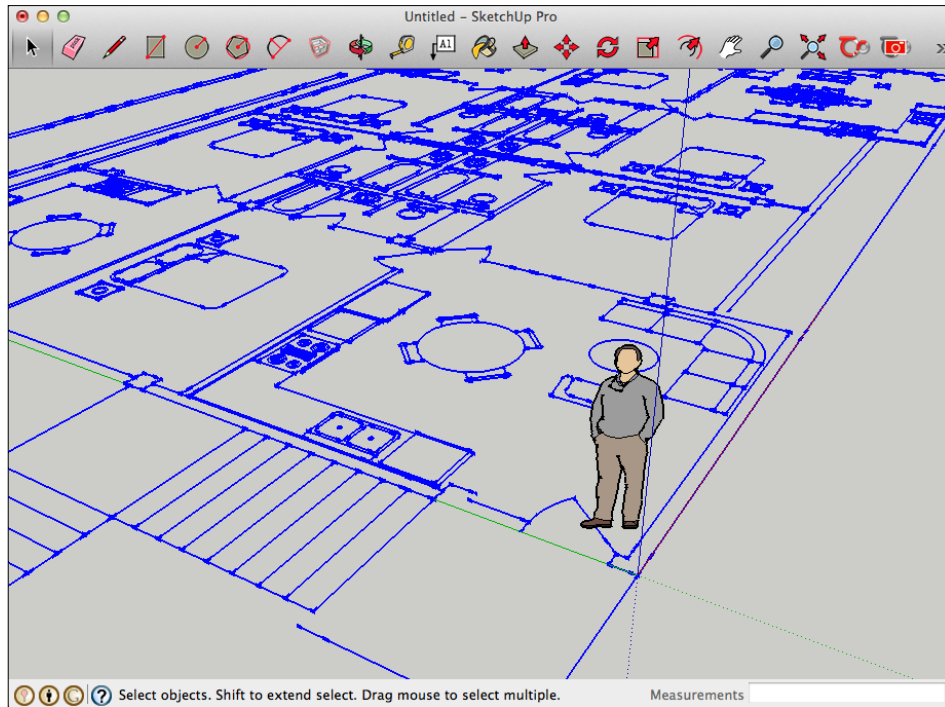 Untitled – SketchUp Pro
A1
Select objects. Shift to extend select. Drag mouse to select multiple.
Measurements